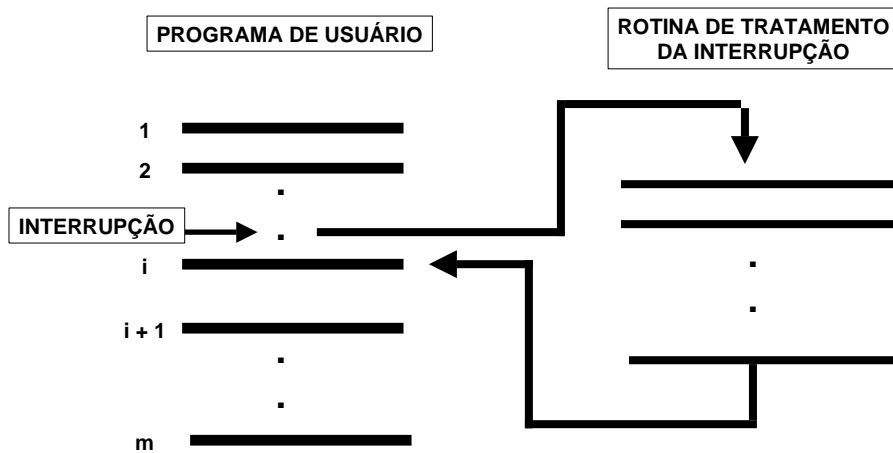 PROGRAMA DE USUÁRIO
ROTINA DE TRATAMENTO
DA INTERRUPÇÃO
1
2
INTERRUPÇÃO
i
i + 1
m